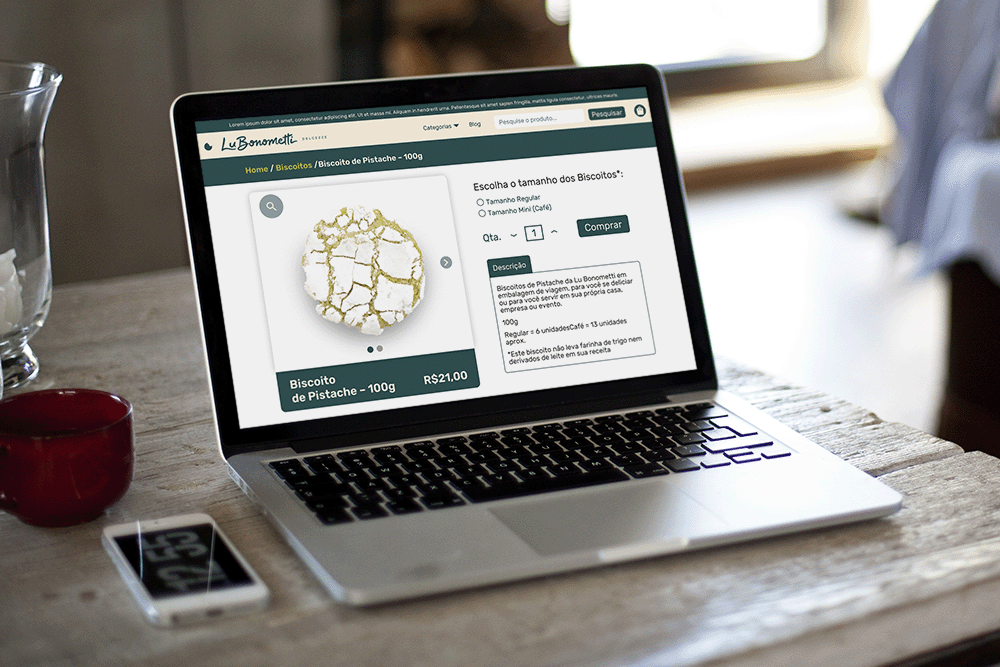 Lorem ipsum dolor sit amet, consectetur adipiscing elit. Ut et massa mi. Aliquam in hendrerit urna. Pellentesque sit amet sapien fringilla, mattis ligula consectetur, ultrices mauris.
Lu Bonometti DALCENZO
Categorias
Blog
Pesquise o produto...
Pesquisar
Home / Biscoitos / Biscoito de Pistache – 100g
Escolha o tamanho dos Biscoitos*:
Tamanho Regular
Tamanho Mini (Café)
Qta. 1 Comprar
Descrição
Biscoitos de Pistache da Lu Bonometti em
embalagem de viagem, para você se deliciar
ou para você servir em sua própria casa,
empresa ou evento.
100g
Regular = 6 unidadesCafé = 13 unidades
aprox.
*Este biscoito não leva farinha de trigo nem
derivados de leite em sua receita
Biscoito
de Pistache – 100g
R$21,00